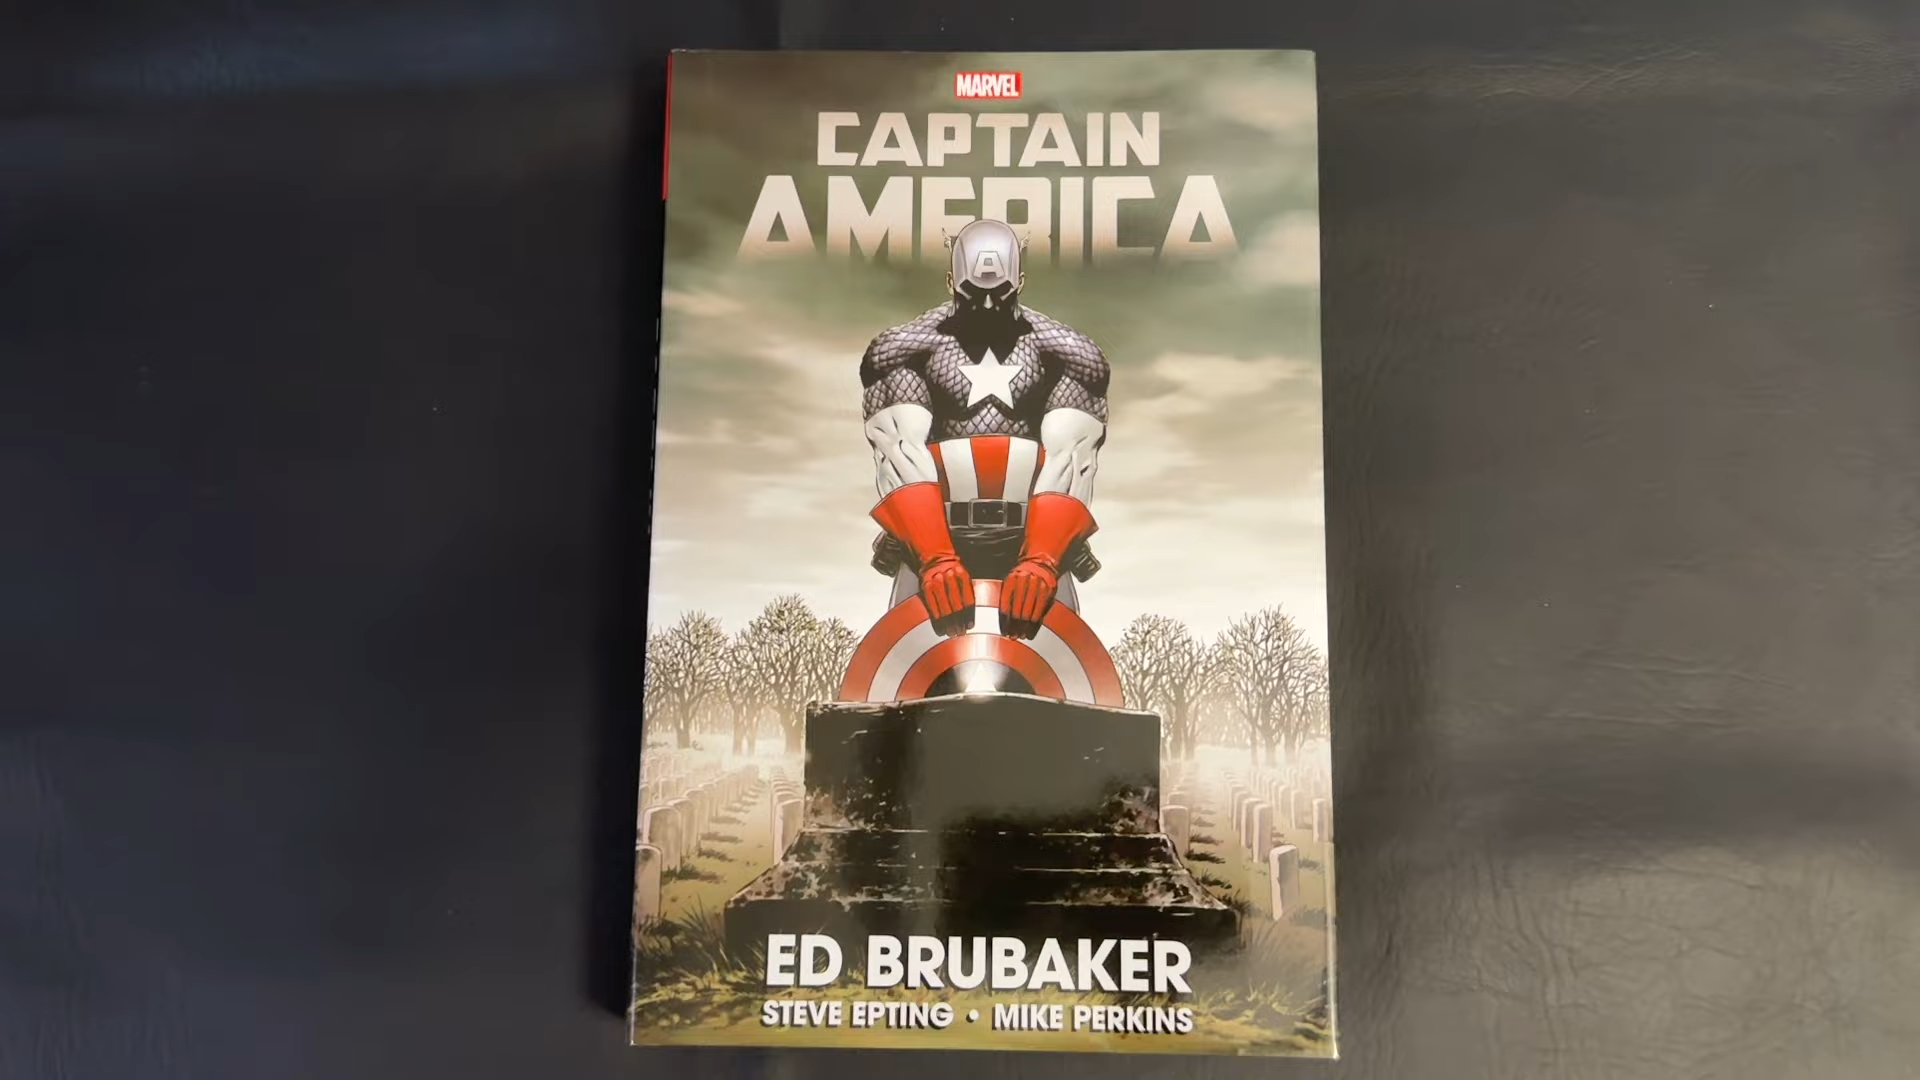 MARVEL
CAPTAIN
AMERICA
A
ED BRUBAKER
STEVE EPTING • MIKE PERKINS